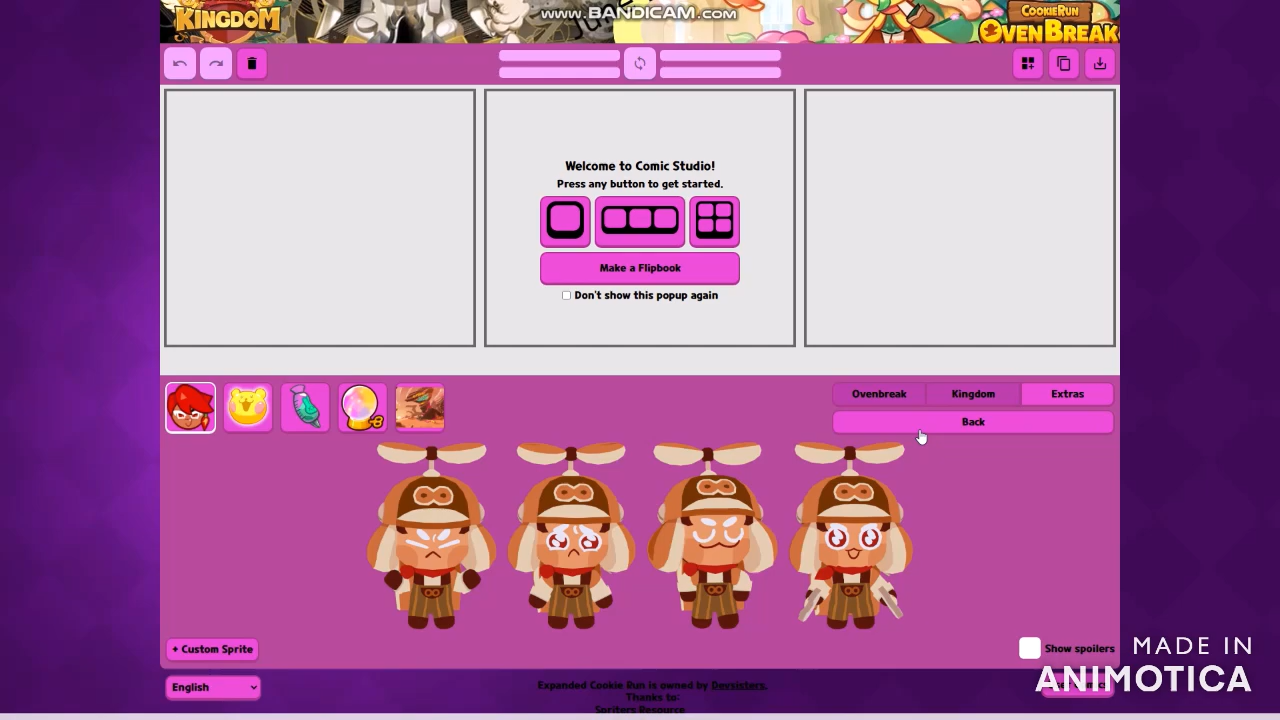 www.BANDICAM.com
KINGDOM
COOKIERUN
OVENBREAK
Welcome to Comic Studio!
Press any button to get started.
Make a Flipbook
Don't show this popup again
Ovenbreak
Kingdom
Extras
Back
+ Custom Sprite
Show spoilers
English
Expanded Cookie Run is owned by Devsisters.
Thanks to:
Spriters Resource
MADE IN
ANIMOTICA